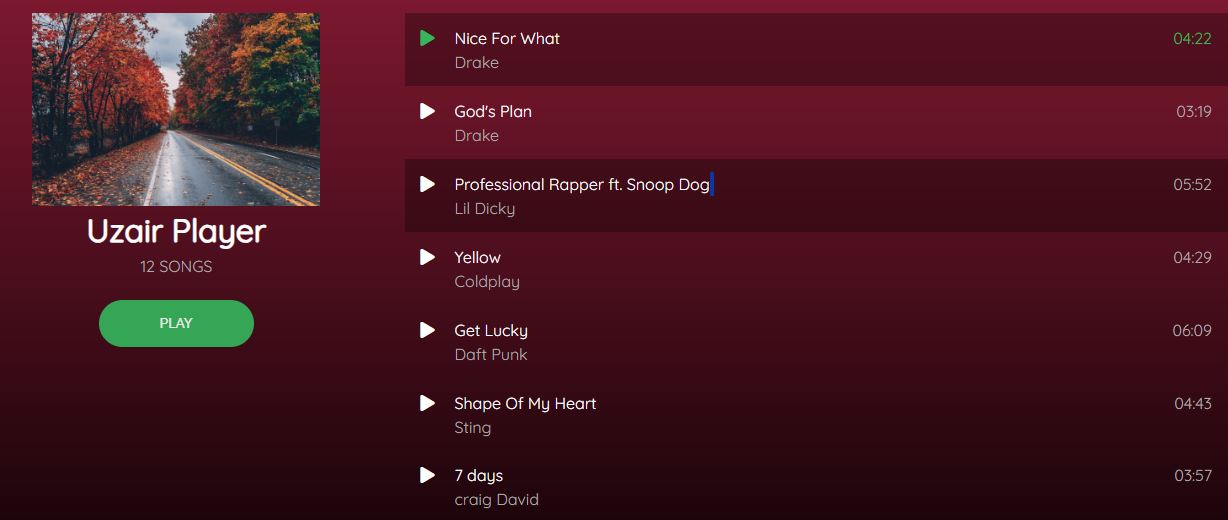 Uzair Player
12 SONGS
PLAY
Nice For What
04:22
Drake
God's Plan
03:19
Drake
Professional Rapper ft. Snoop Dog
05:52
Lil Dicky
Yellow
04:29
Coldplay
Get Lucky
06:09
Daft Punk
Shape Of My Heart
04:43
Sting
7 days
03:57
craig David